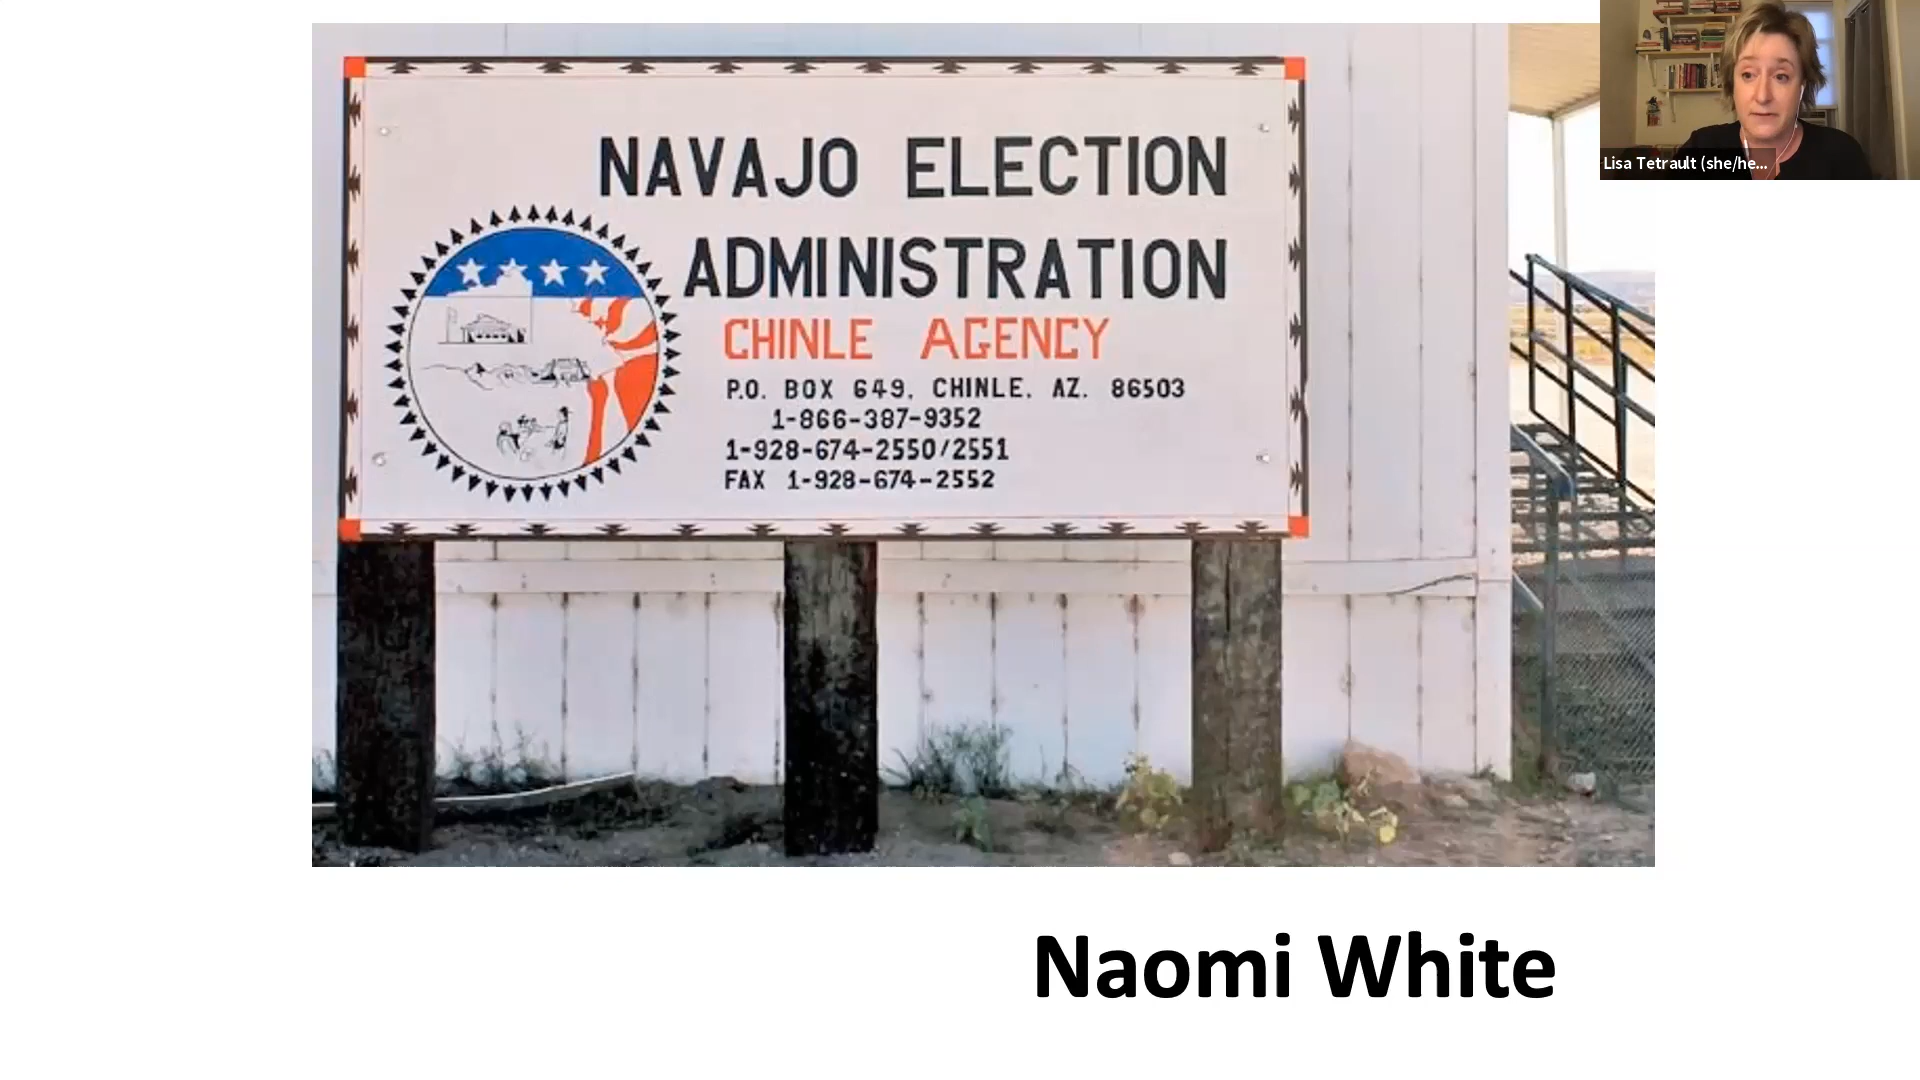 NAVAJO ELECTION
ADMINISTRATION
CHINLE AGENCY
P.O. BOX 649, CHINLE, AZ. 86503
1-866-387-9352
1-928-674-2550/2551
FAX 1-928-674-2552
Lisa Tetrault (she/he...
Naomi White